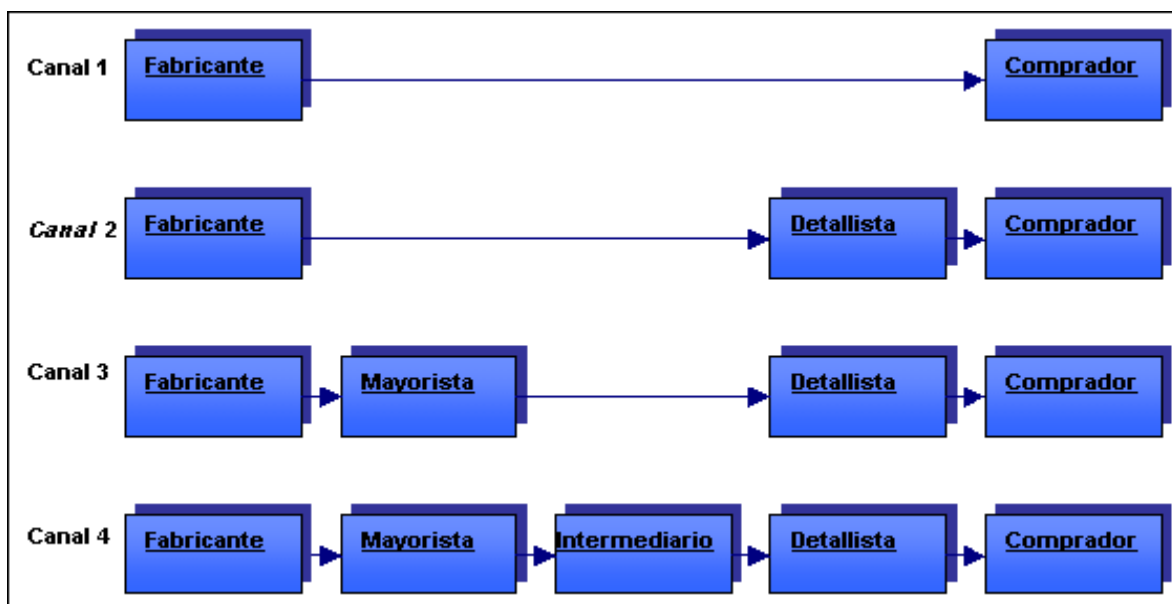 Canal 1 Fabricante Comprador
Canal 2 Fabricante Detallista Comprador
Canal 3 Fabricante Mayorista Detallista Comprador
Canal 4 Fabricante Mayorista Intermediario Detallista Comprador